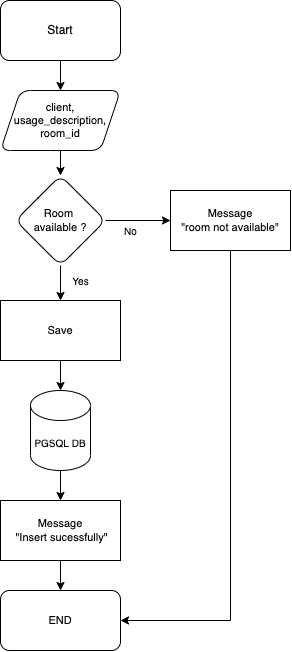 Start
client,
usage_description,
room_id
Room
available ?
No
Message
"room not available"
Yes
Save
PGSQL DB
Message
"Insert sucessfully"
END